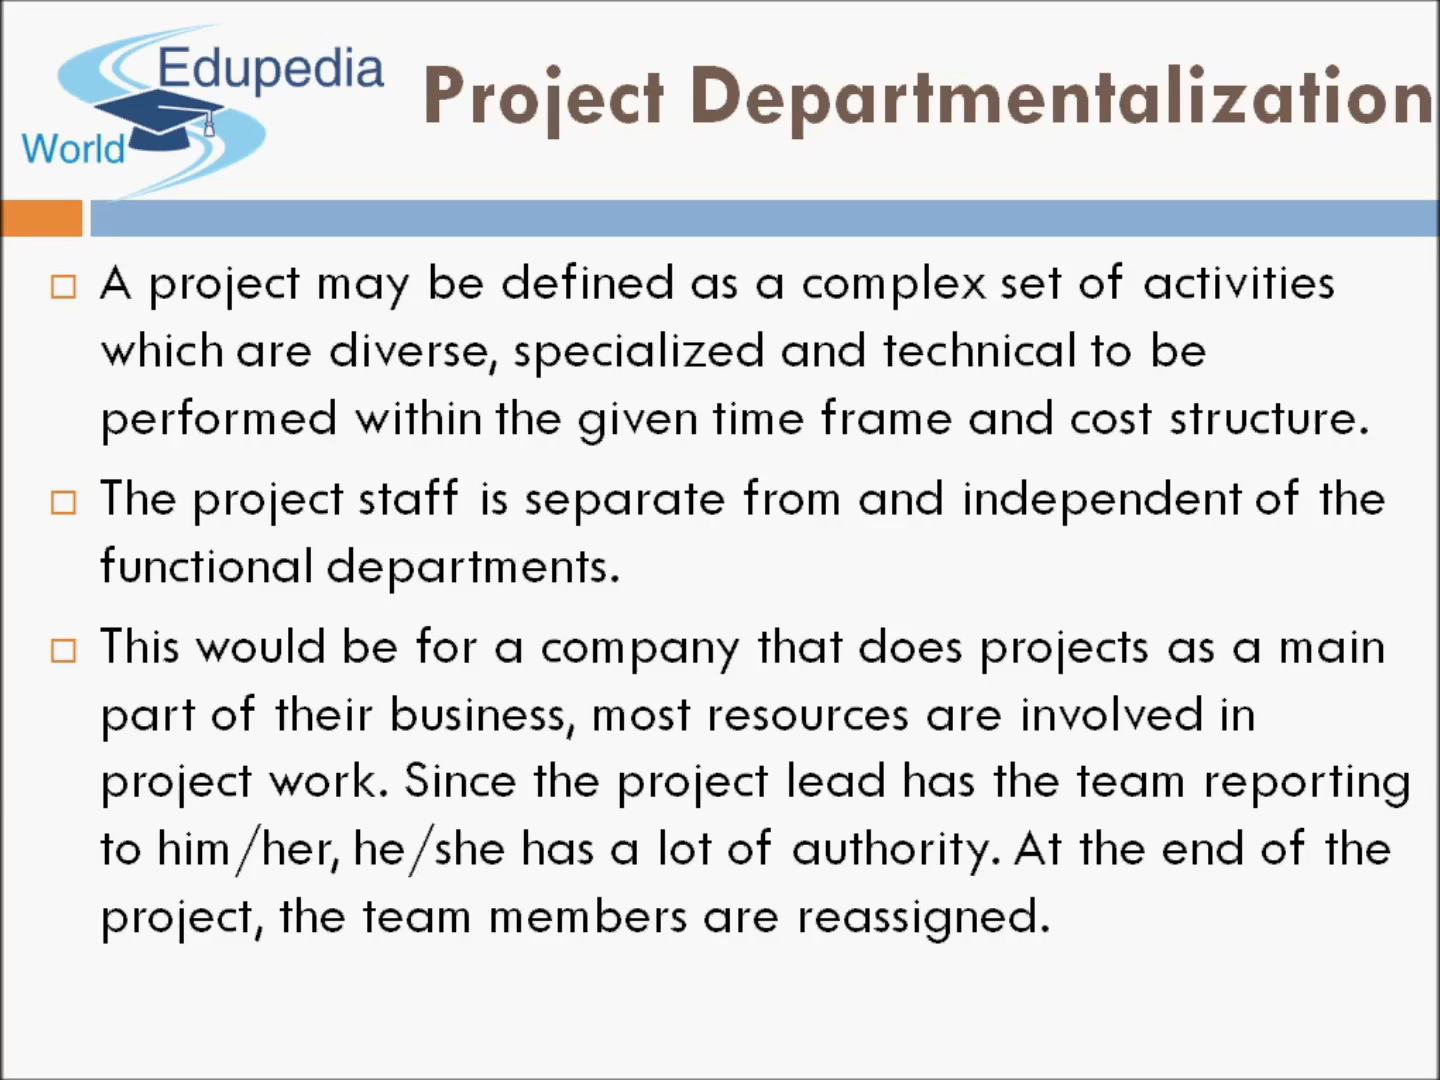 Edupedia
World
Project Departmentalization
A project may be defined as a complex set of activities
which are diverse, specialized and technical to be
performed within the given time frame and cost structure.
The project staff is separate from and independent of the
functional departments.
This would be for a company that does projects as a main
part of their business, most resources are involved in
project work. Since the project lead has the team reporting
to him/her, he/she has a lot of authority. At the end of the
project, the team members are reassigned.